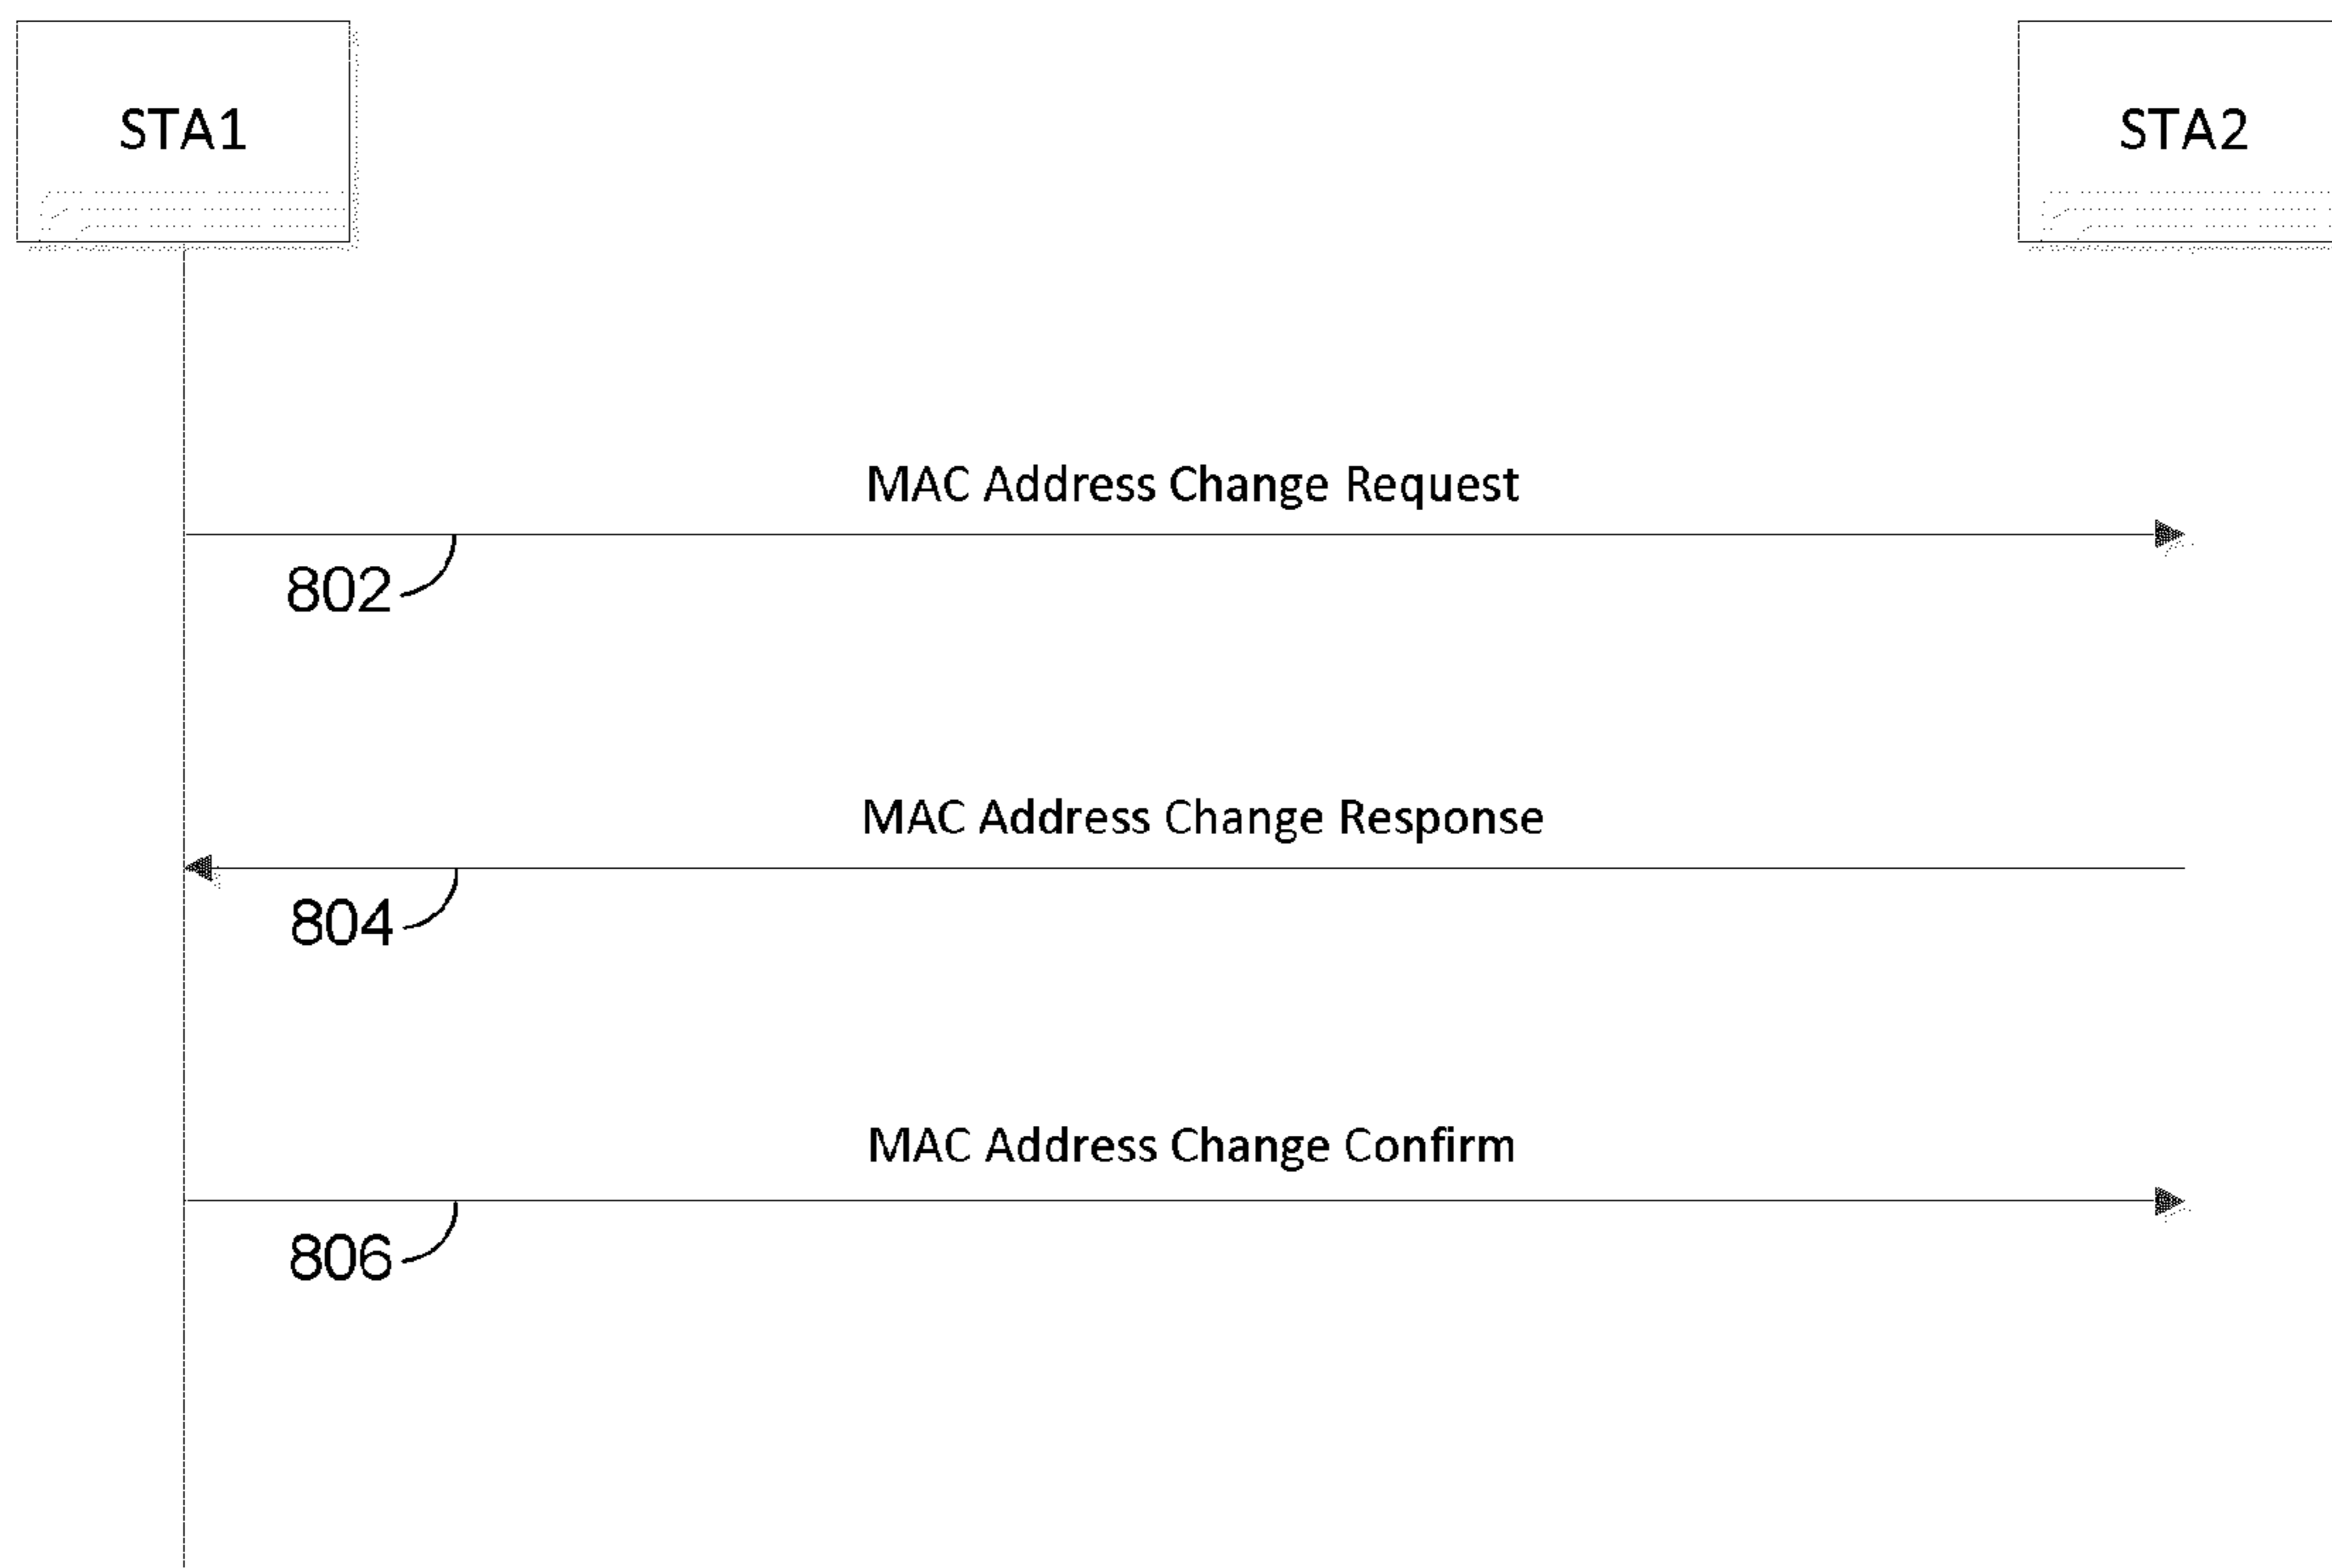 STA1
STA2
MAC Address Change Request
802
MAC Address Change Response
804
MAC Address Change Confirm
806